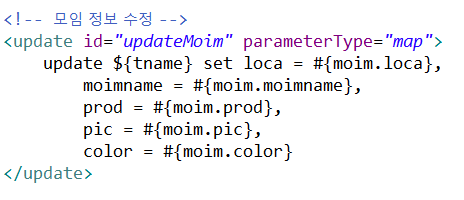 <!-- 모임 정보 수정 -->
<update id="updateMoim" parameterType="map">
    update ${tname} set loca = #{moim.loca},
        moimname = #{moim.moimname},
        prod = #{moim.prod},
        pic = #{moim.pic},
        color = #{moim.color}
</update>